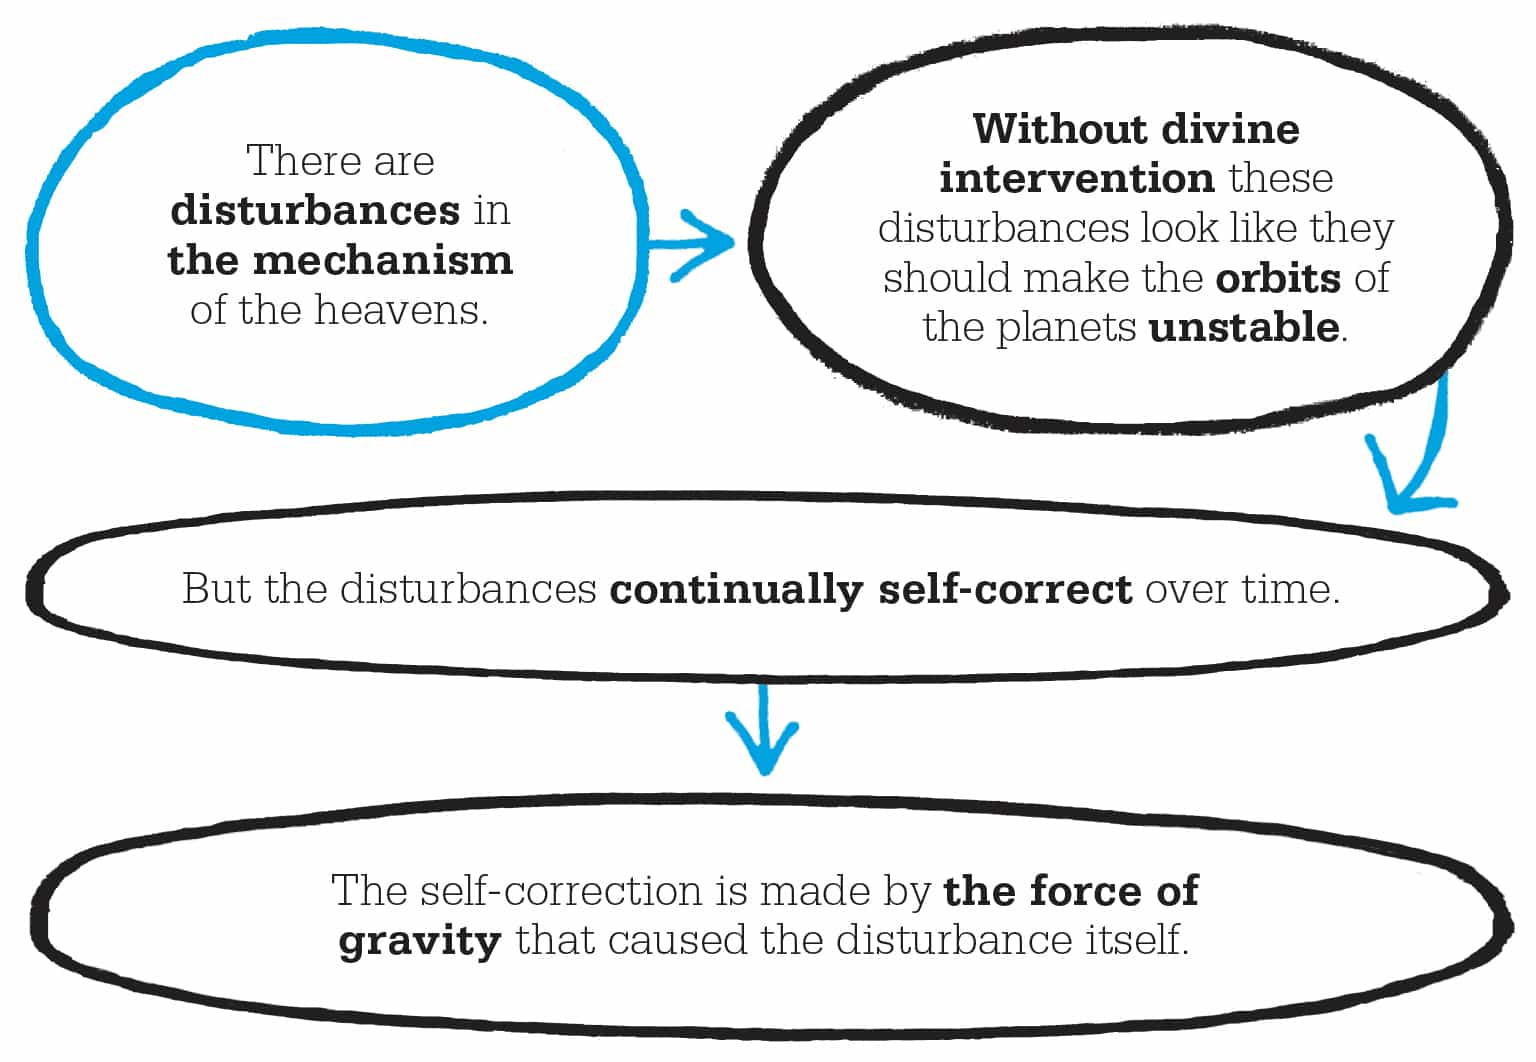 There are
disturbances in
the mechanism
of the heavens.
Without divine
intervention these
disturbances look like they
should make the orbits of
the planets unstable.
But the disturbances continually self-correct over time.
The self-correction is made by the force of
gravity that caused the disturbance itself.